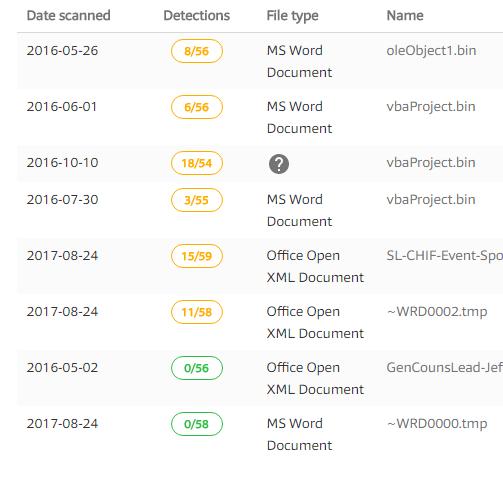 Date scanned Detections File type Name
2016-05-26 8/56 MS Word oleObject1.bin
Document
2016-06-01 6/56 MS Word vbaProject.bin
Document
2016-10-10 18/54 ? vbaProject.bin
2016-07-30 3/55 MS Word vbaProject.bin
Document
2017-08-24 15/59 Office Open SL-CHIF-Event-Spo
XML Document
2017-08-24 11/58 Office Open ~WRD0002.tmp
XML Document
2016-05-02 0/56 Office Open GenCounsLead-Jef
XML Document
2017-08-24 0/58 MS Word ~WRD0000.tmp
Document